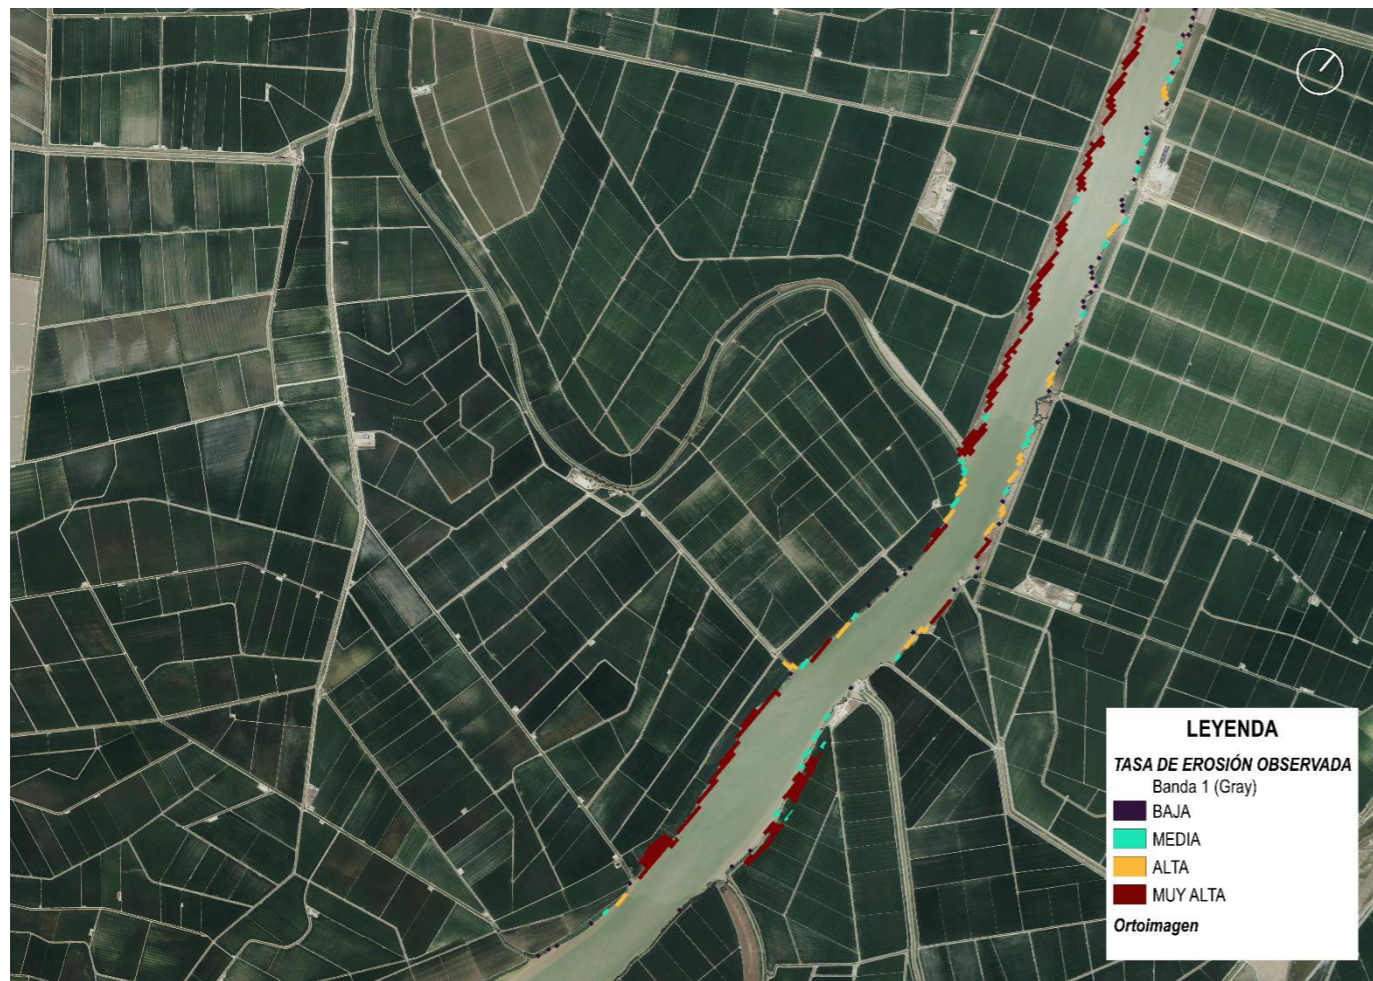 LEYENDA
TASA DE EROSIÓN OBSERVADA
Banda 1 (Gray)
BAJA
MEDIA
ALTA
MUY ALTA
Ortoimagen